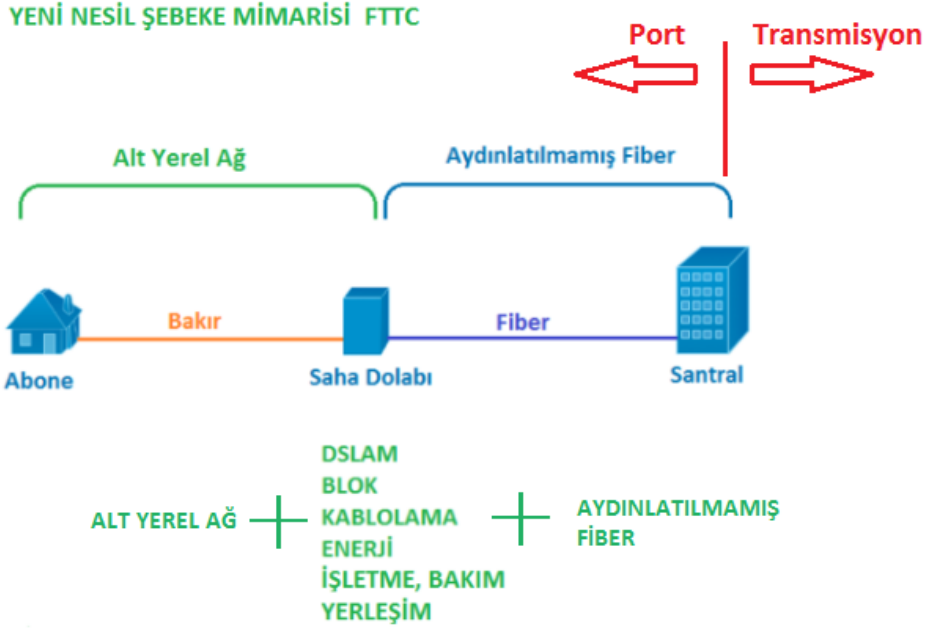 YENİ NESİL ŞEBEKE MİMARİSİ FTTC
Port
Transmisyon
Alt Yerel Ağ
Aydınlatılmamış Fiber
Bakır
Fiber
Abone
Saha Dolabı
Santral
ALT YEREL AĞ
DSLAM
BLOK
KABLOLAMA
ENERJİ
İŞLETME, BAKIM
YERLEŞİM
AYDINLATILMAMIŞ
FİBER